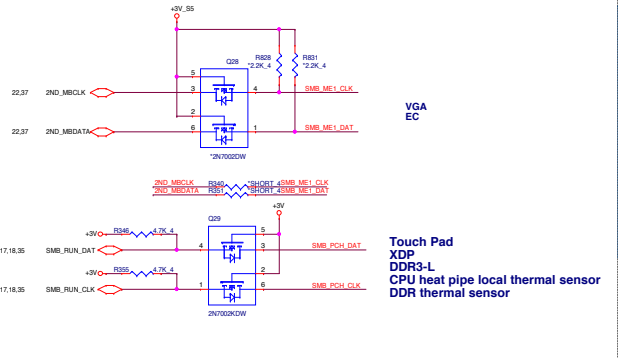 +3V_S5
Q28
R828
*2.2K_4
R831
*2.2K_4
5
22,37 2ND_MBCLK 3 4 SMB_ME1_CLK
VGA
EC
2
22,37 2ND_MBDATA 6 1 SMB_ME1_DAT
*2N7002DW
2ND_MBCLK R340 *SHORT_4 SMB_ME1_CLK
2ND_MBDATA R351 *SHORT_4 SMB_ME1_DAT
+3V
Q29
+3V R346 4.7K_4 5
17,18,35 SMB_RUN_DAT 4 3 SMB_PCH_DAT
+3V R355 4.7K_4 2
17,18,35 SMB_RUN_CLK 1 6 SMB_PCH_CLK
2N7002KDW
Touch Pad
XDP
DDR3-L
CPU heat pipe local thermal sensor
DDR thermal sensor